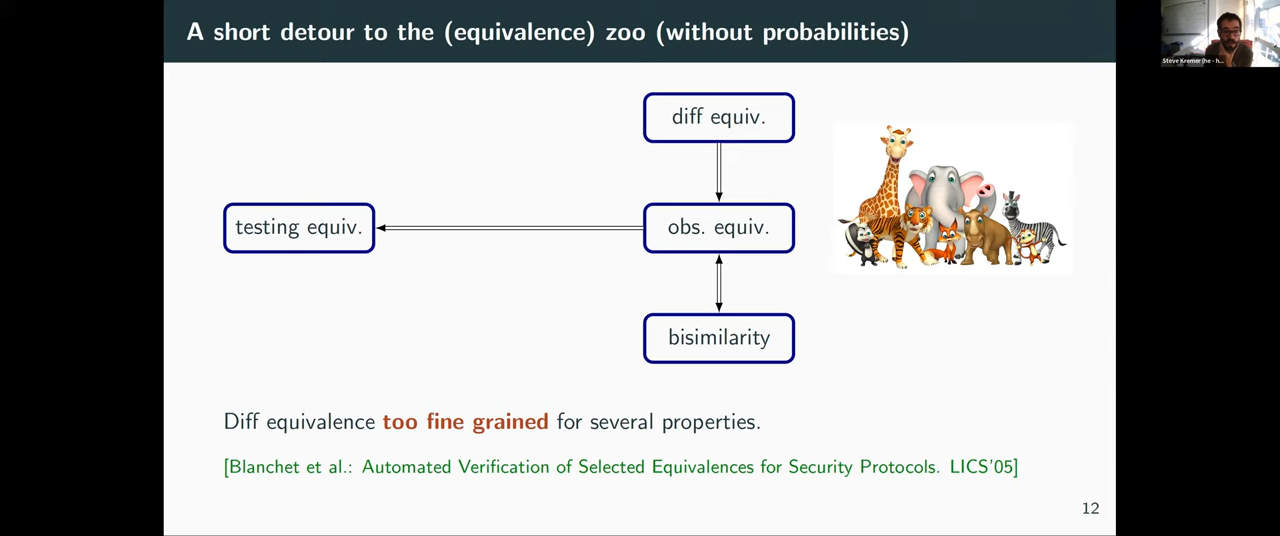 A short detour to the (equivalence) zoo (without probabilities)
Steve Kremer (he - h...
diff equiv.
testing equiv.
obs. equiv.
bisimilarity
Diff equivalence too fine grained for several properties.
[Blanchet et al.: Automated Verification of Selected Equivalences for Security Protocols. LICS'05]
12